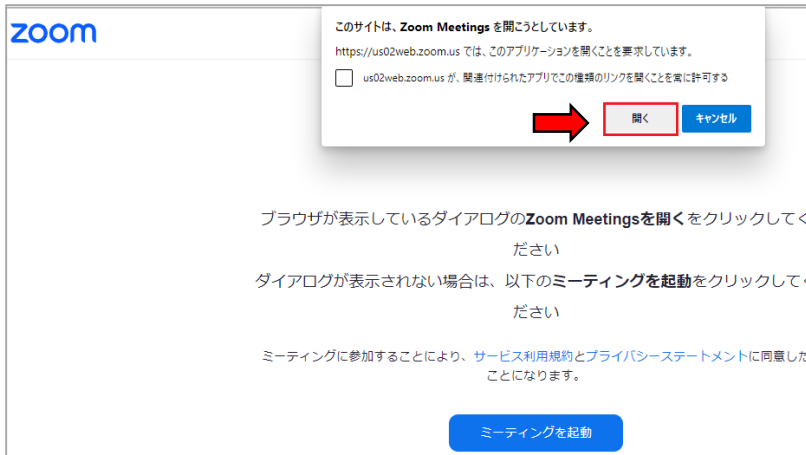 zoom
このサイトは、Zoom Meetings を開こうとしています。
https://us02web.zoom.us では、このアプリケーションを開くことを要求しています。
us02web.zoom.us が、関連付けられたアプリでこの種類のリンクを開くことを常に許可する
開く
キャンセル
ブラウザが表示しているダイアログのZoom Meetingsを開くをクリックしてく
ださい
ダイアログが表示されない場合は、以下のミーティングを起動をクリックしてく
ださい
ミーティングに参加することにより、サービス利用規約とプライバシーステートメントに同意した
ことになります。
ミーティングを起動